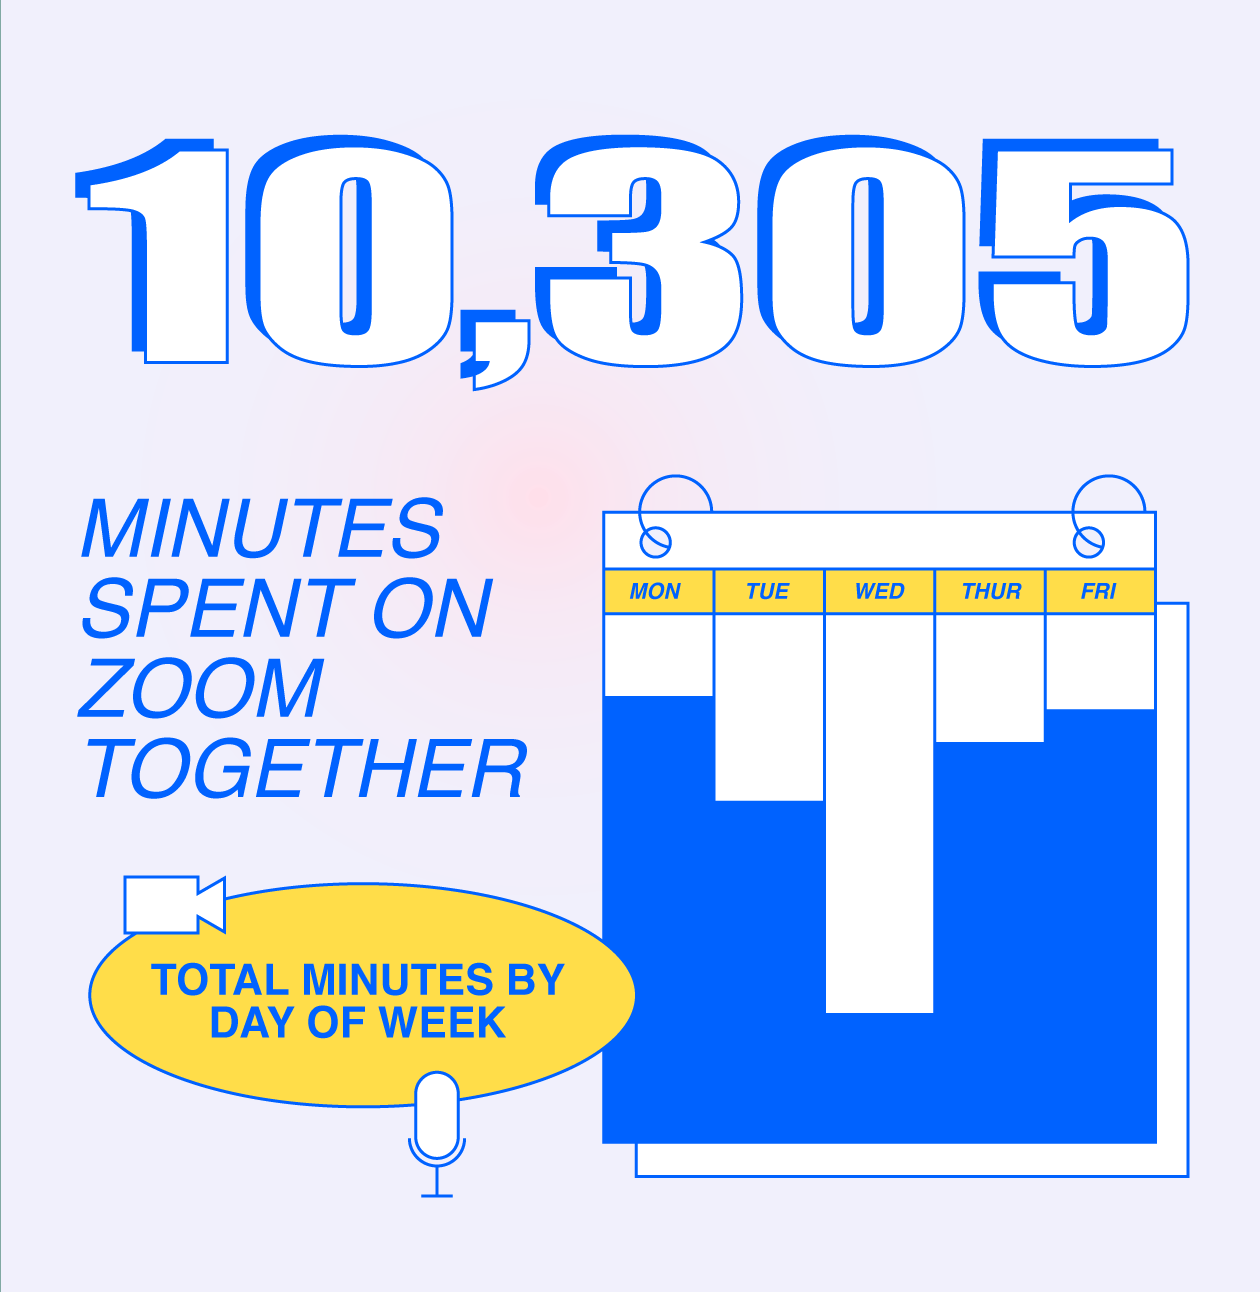 10,305
MINUTES
SPENT ON
ZOOM
TOGETHER
MON TUE WED THUR FRI
TOTAL MINUTES BY
DAY OF WEEK